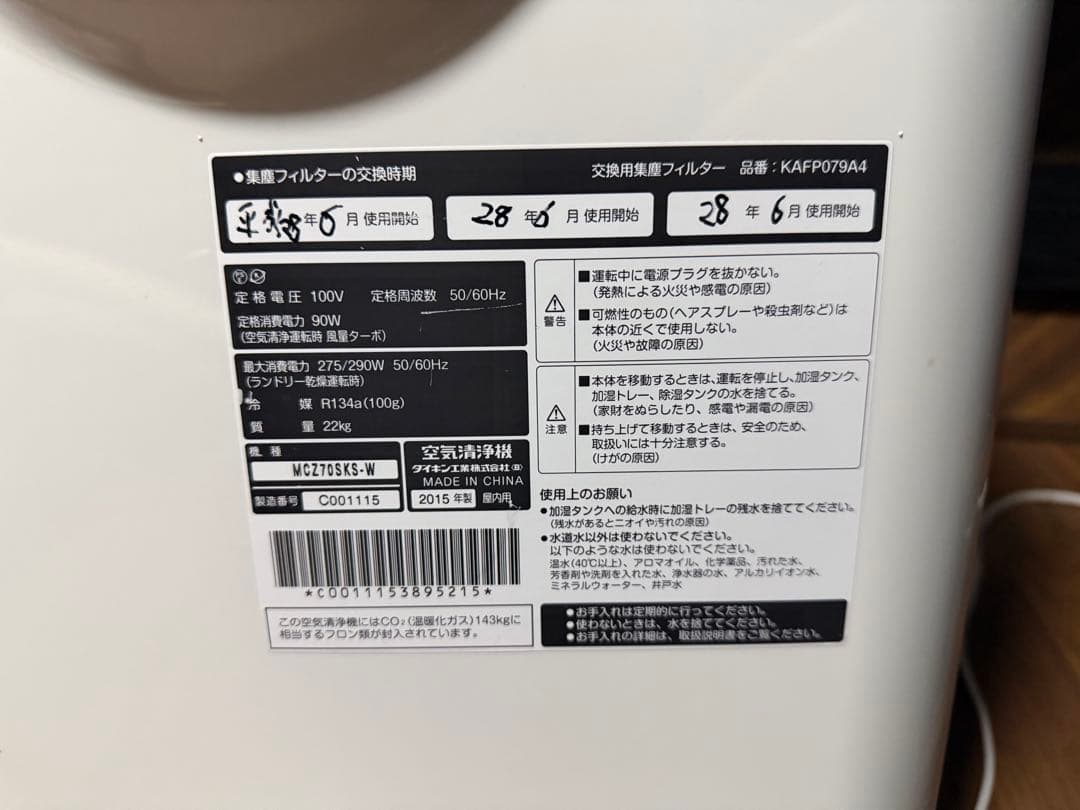 ●集塵フィルターの交換時期 交換用集塵フィルター 品番：KAFP079A4
平成28年6月使用開始 28年6月使用開始 28年6月使用開始
定格電圧 100V 定格周波数 50/60Hz
定格消費電力 90W
(空気清浄運転時 風量ターボ)
最大消費電力 275/290W 50/60Hz
(ランドリー乾燥運転時)
冷媒 R134a(100g)
質量 22kg
機種
MCZ70SKS-W
製造番号 C001115
空気清浄機
ダイキン工業株式会社
MADE IN CHINA
2015年製 屋内用
*C00111538952​15*
この空気清浄機にはCO₂(温暖化ガス)143kgに
相当するフロン類が封入されています。
警告
■運転中に電源プラグを抜かない。
(発熱による火災や感電の原因)
■可燃性のもの(ヘアスプレーや殺虫剤など)は
本体の近くで使用しない。
(火災や故障の原因)
注意
■本体を移動するときは、運転を停止し、加湿タンク、
加湿トレー、除湿タンクの水を捨てる。
(家財をぬらしたり、感電や漏電の原因)
■持ち上げて移動するときは、安全のため、
取扱いには十分注意する。
(けがの原因)
使用上のお願い
●加湿タンクへの給水時に加湿トレーの残水を捨ててください。
(残水があるとニオイや汚れの原因)
●水道水以外は使わないでください。
以下のような水は使わないでください。
温水(40℃以上)、アロマオイル、化学薬品、汚れた水、
芳香剤や洗剤を入れた水、浄水器の水、アルカリイオン水、
ミネラルウォーター、井戸水
●お手入れは定期的に行ってください。
●使わないときは、水を捨ててください。
●お手入れの詳細は、取扱説明書をご覧ください。